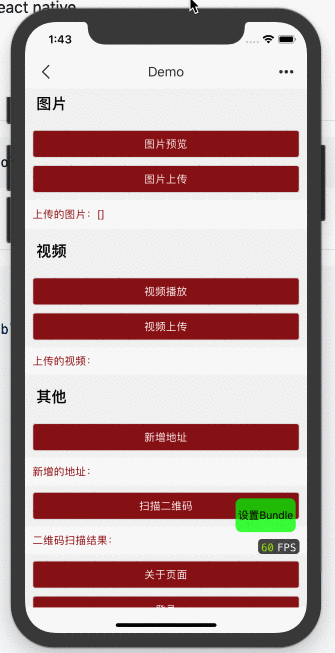 eact native
1:43
Demo
图片
图片预览
图片上传
上传的图片：[]
视频
视频播放
视频上传
上传的视频：
其他
新增地址
新增的地址：
扫描二维码
设置Bundle
二维码扫描结果：
60 FPS
关于页面